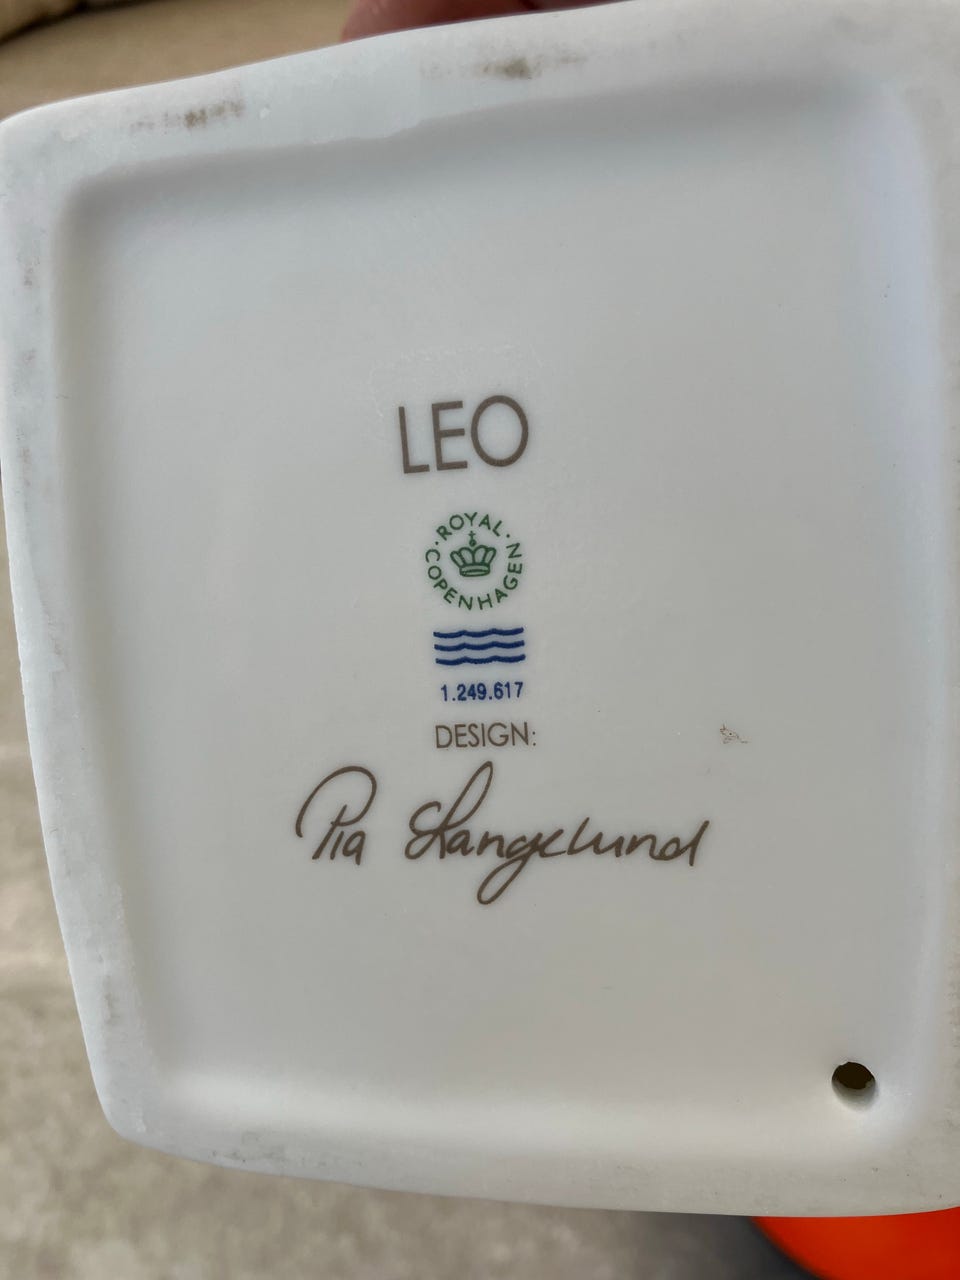 LEO
ROYAL
COPENHAGEN
1.249.617
DESIGN:
Pia Langelund